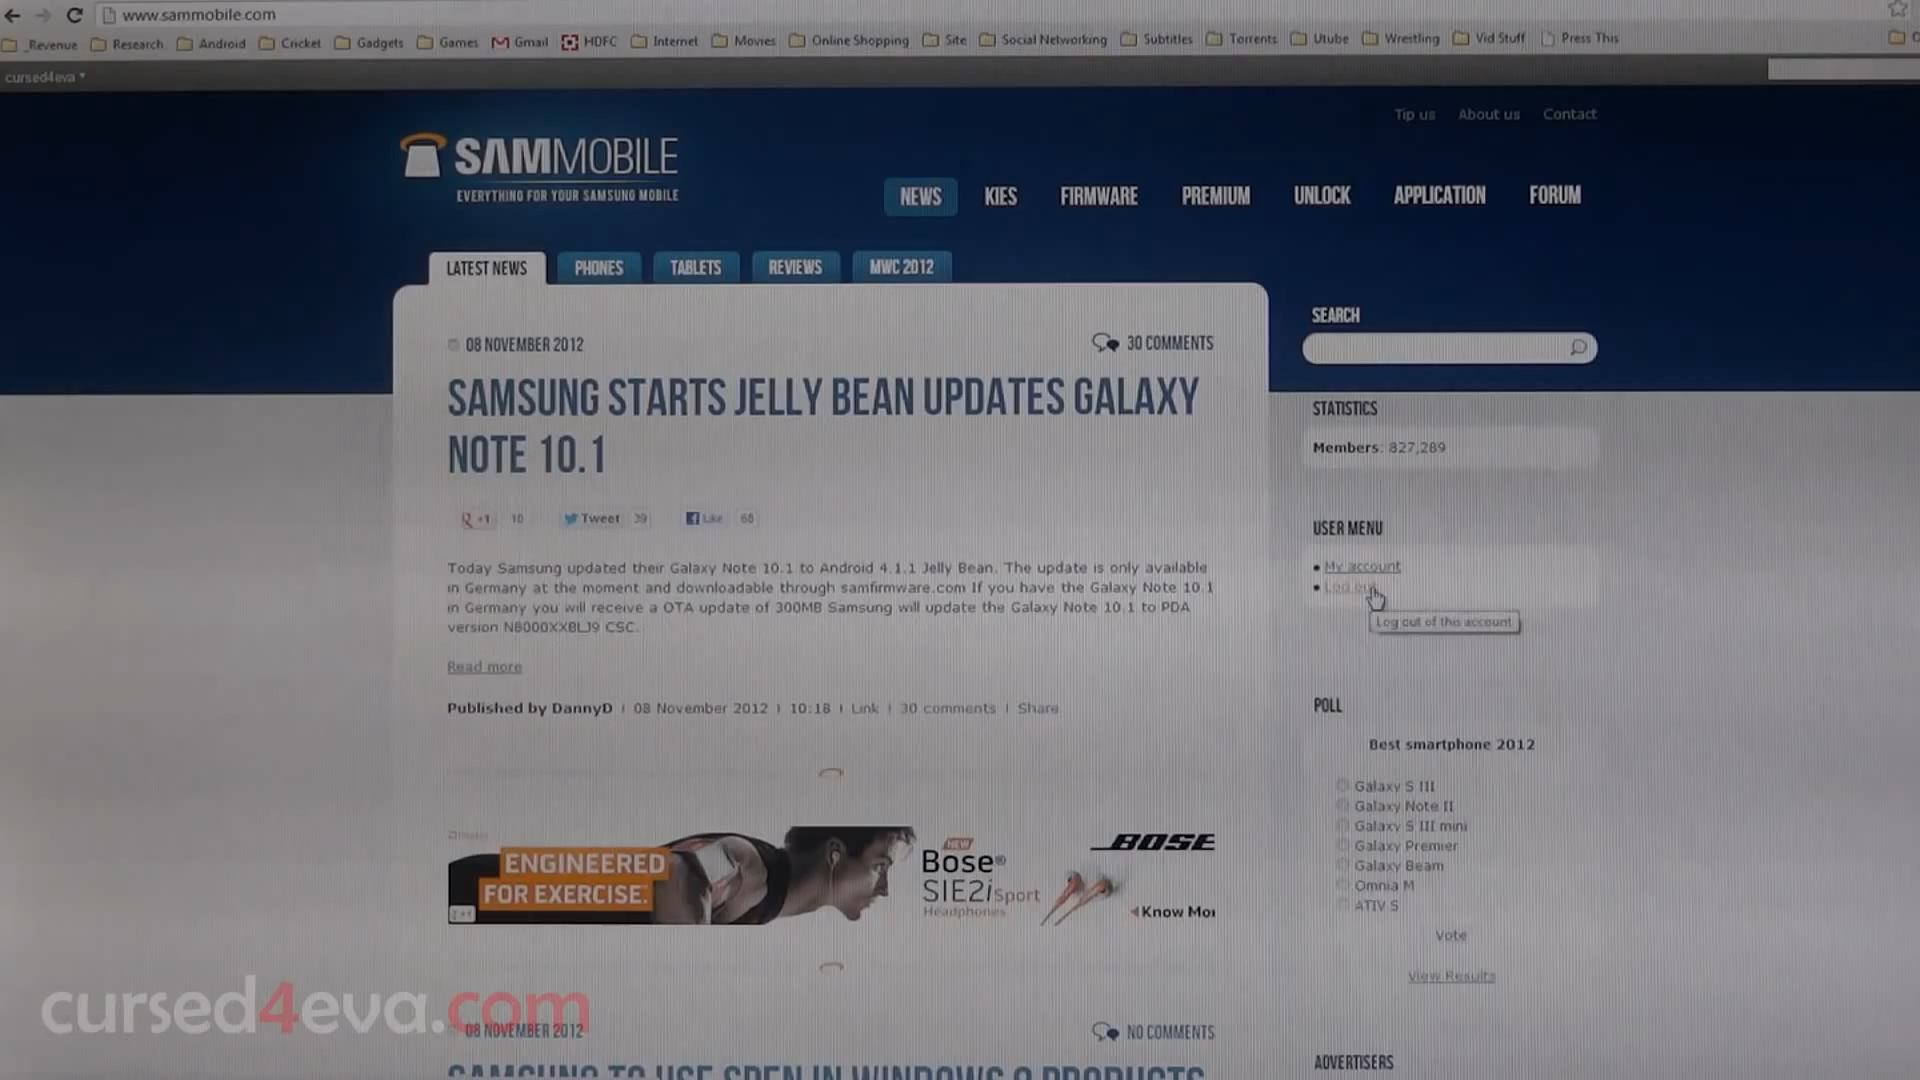 www.sammobile.com
_Revenue Research Android Cricket Gadgets Games Gmail HDFC Internet Movies Online Shopping Site Social Networking Subtitles Torrents Utube Wrestling Vid Stuff Press This
cursed4eva
Tip us About us Contact
SAMMOBILE
EVERYTHING FOR YOUR SAMSUNG MOBILE
NEWS KIES FIRMWARE PREMIUM UNLOCK APPLICATION FORUM
LATEST NEWS PHONES TABLETS REVIEWS MWC 2012
SEARCH
08 NOVEMBER 2012 30 COMMENTS
SAMSUNG STARTS JELLY BEAN UPDATES GALAXY
NOTE 10.1
+1 10 Tweet 39 Like 68
Today Samsung updated their Galaxy Note 10.1 to Android 4.1.1 Jelly Bean. The update is only available
in Germany at the moment and downloadable through samfirmware.com If you have the Galaxy Note 10.1
in Germany you will receive a OTA update of 300MB Samsung will update the Galaxy Note 10.1 to PDA
version N8000XXBLJ9 CSC.
Read more
Published by DannyD | 08 November 2012 | 10:18 | Link | 30 comments | Share
STATISTICS
Members: 827,289
USER MENU
My account
Log out
Log out of this account
POLL
Best smartphone 2012
Galaxy S III
Galaxy Note II
Galaxy S III mini
Galaxy Premier
Galaxy Beam
Omnia M
ATIV S
Vote
View Results
ENGINEERED
FOR EXERCISE.
NEW
Bose®
SIE2i Sport
Headphones
BOSE
Know Mor
cursed4eva.com
08 NOVEMBER 2012 NO COMMENTS
SAMSUNG TO USE SPEN IN WINDOWS 8 PRODUCTS
ADVERTISERS